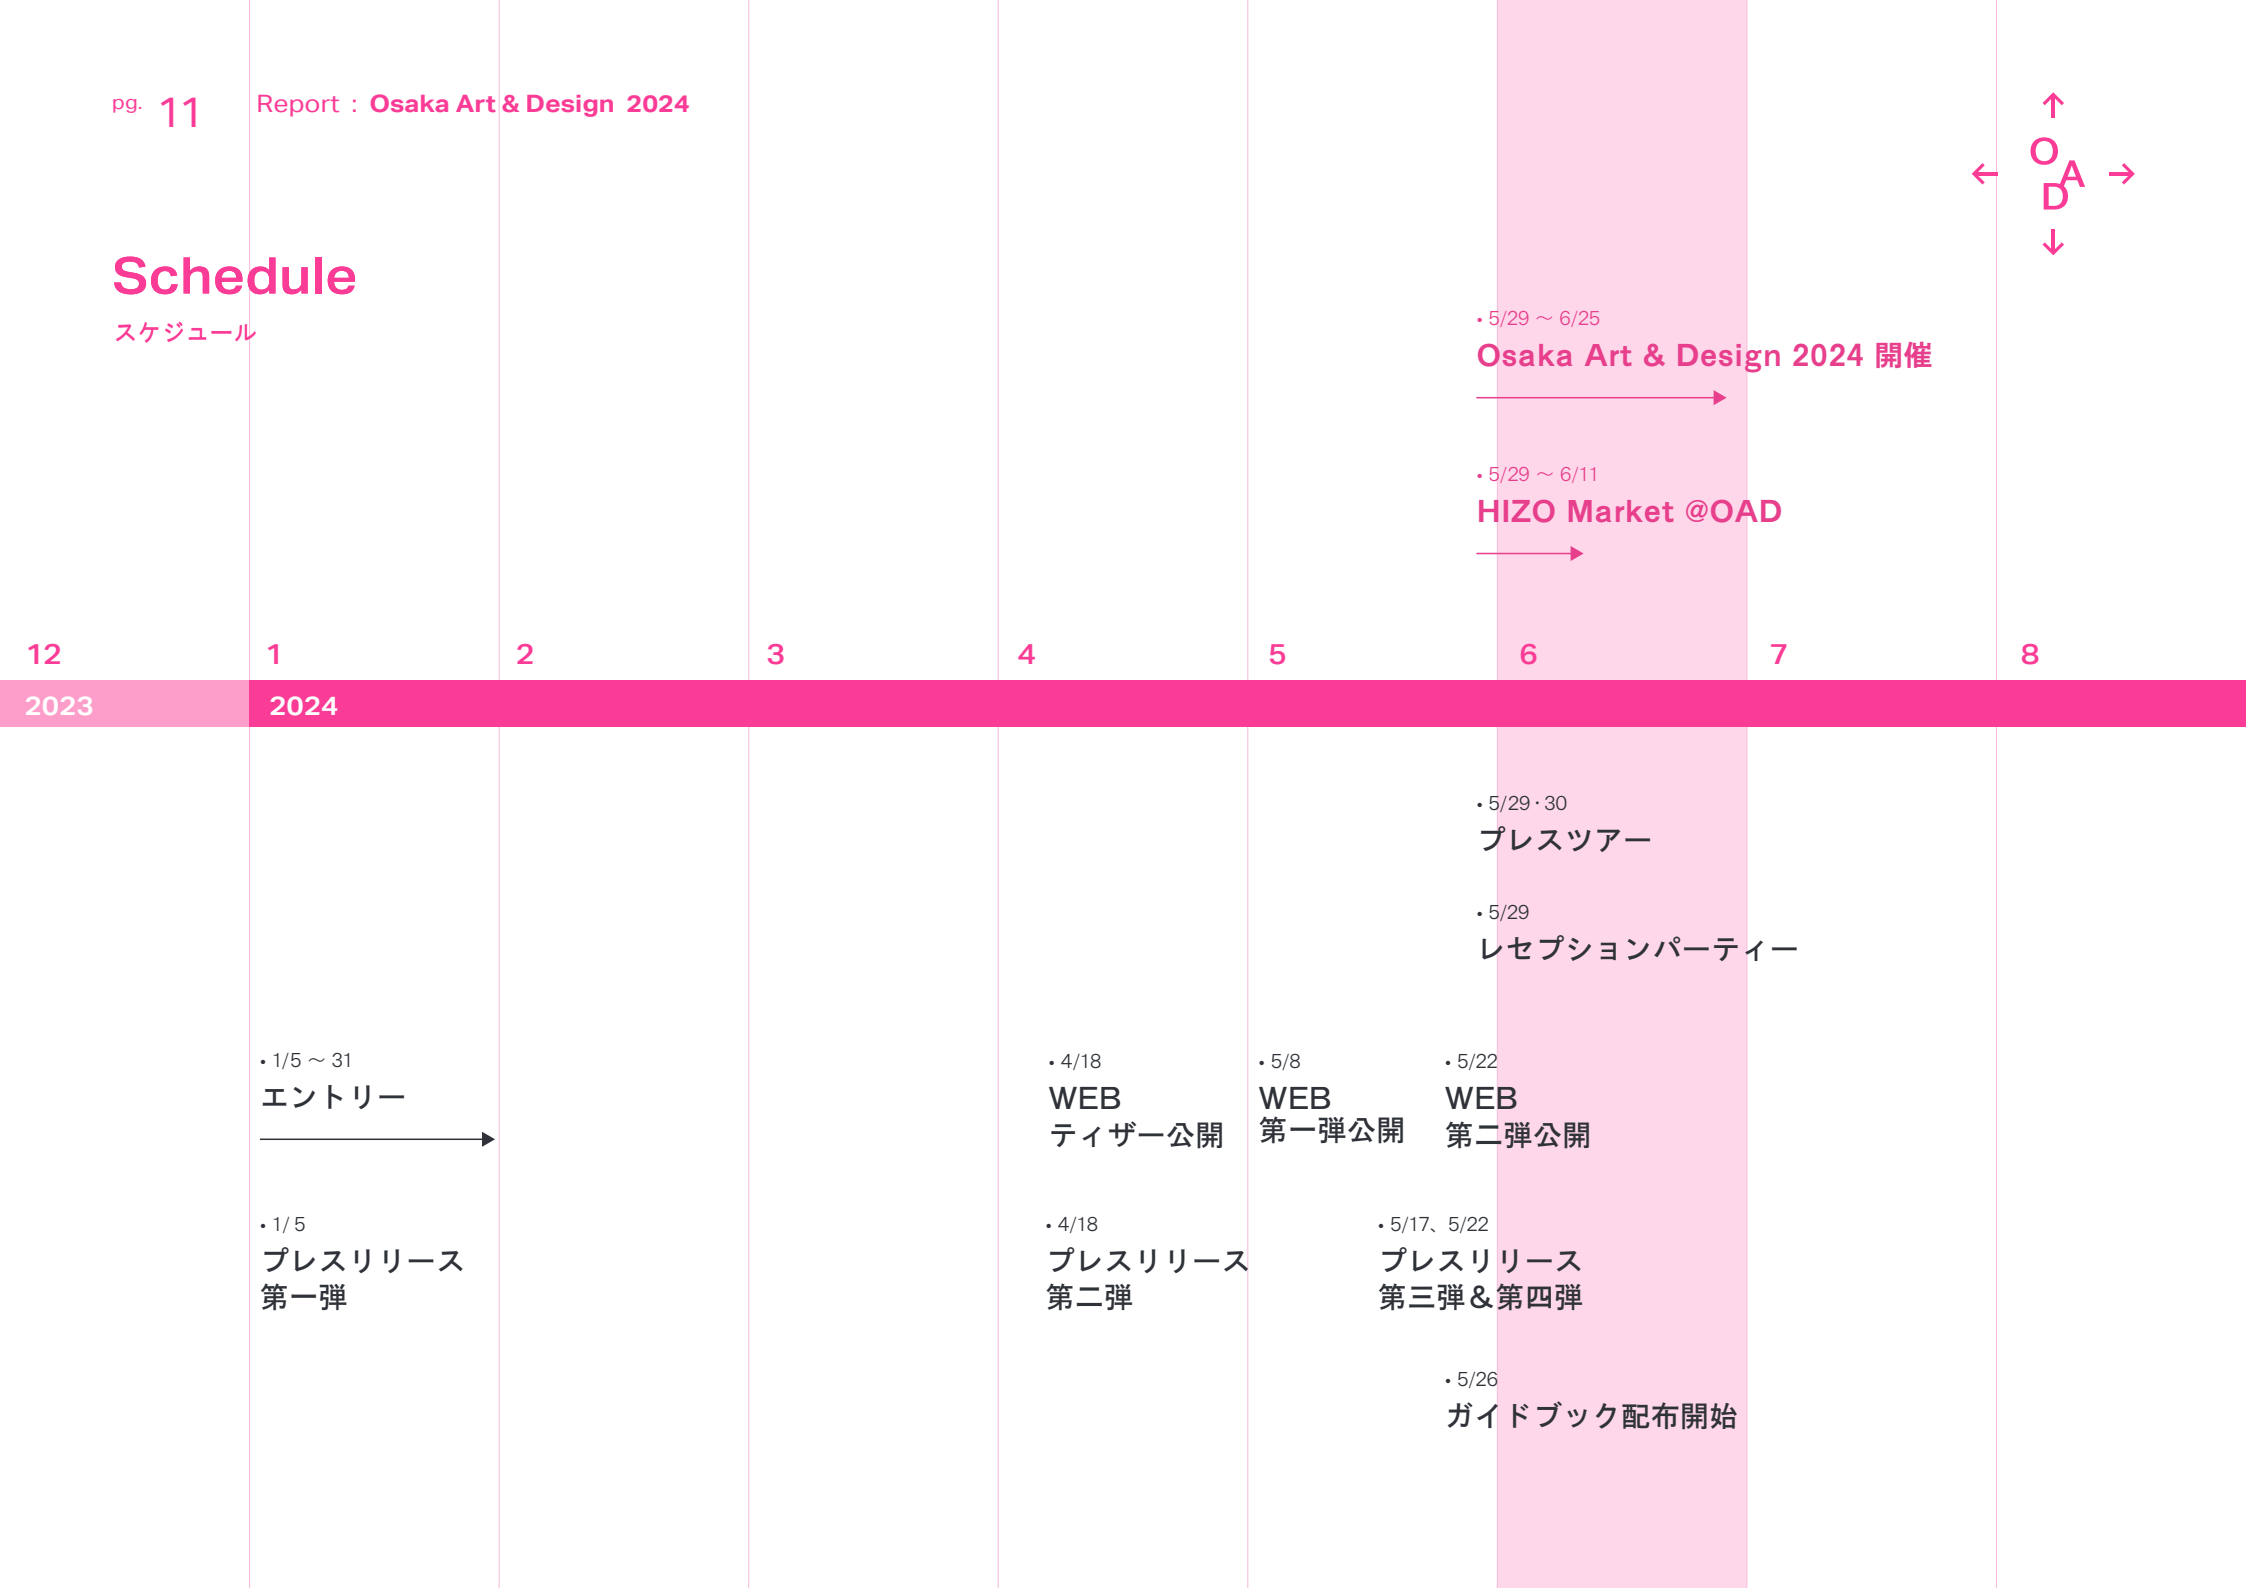 pg. 11
Report : Osaka Art & Design 2024
↑
O
← A →
D
↓
Schedule
スケジュール
• 5/29 〜 6/25
Osaka Art & Design 2024 開催
• 5/29 〜 6/11
HIZO Market @OAD
12 1 2 3 4 5 6 7 8
2023 2024
• 5/29・30
プレスツアー
• 5/29
レセプションパーティー
• 1/5 〜 31
エントリー
• 4/18
WEB
ティザー公開
• 5/8
WEB
第一弾公開
• 5/22
WEB
第二弾公開
• 1/ 5
プレスリリース
第一弾
• 4/18
プレスリリース
第二弾
• 5/17、5/22
プレスリリース
第三弾＆第四弾
• 5/26
ガイドブック配布開始